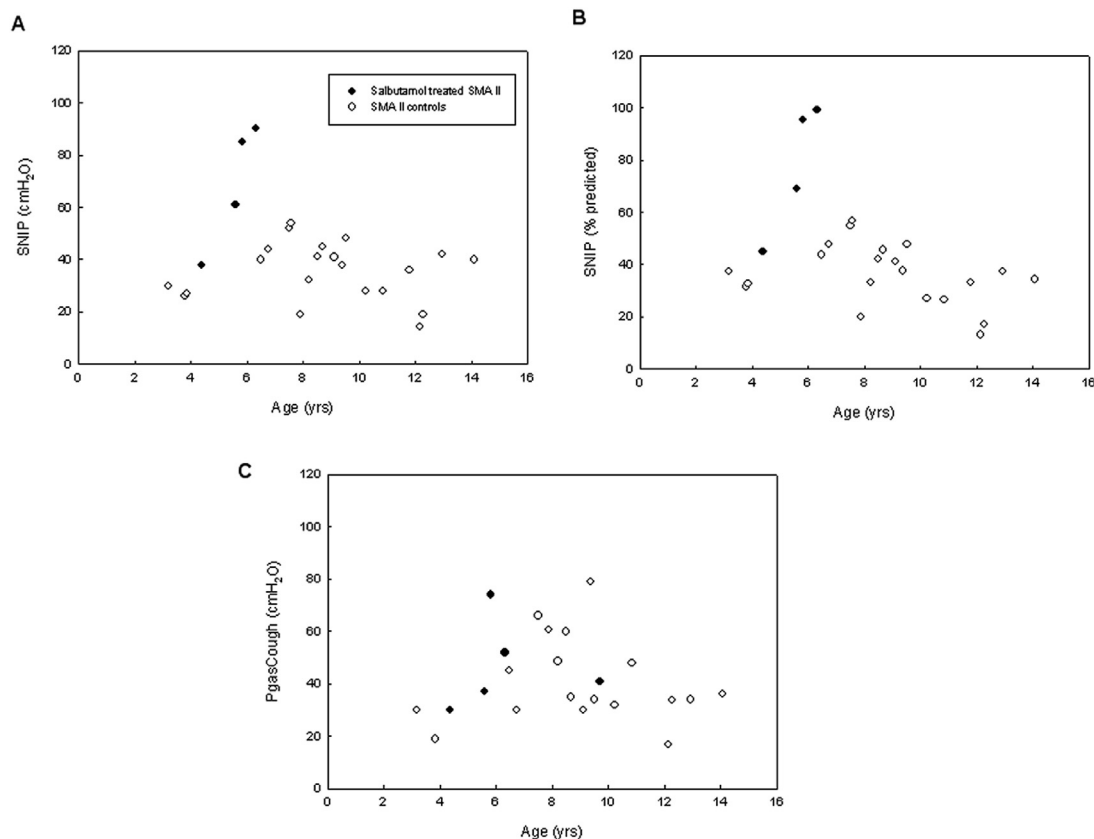 A
120
100
80
60
40
20
0
SNIP (cmH₂O)
Salbutamol treated SMA II
SMA II controls
0 2 4 6 8 10 12 14 16
Age (yrs)
B
120
100
80
60
40
20
0
SNIP (% predicted)
0 2 4 6 8 10 12 14 16
Age (yrs)
C
120
100
80
60
40
20
0
PgasCough (cmH₂O)
0 2 4 6 8 10 12 14 16
Age (yrs)